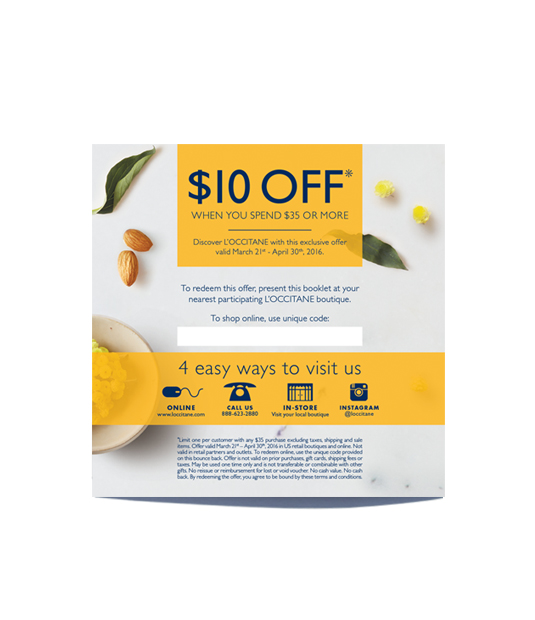 $10 OFF*
WHEN YOU SPEND $35 OR MORE
Discover L'OCCITANE with this exclusive offer
valid March 21st - April 30th, 2016.
To redeem this offer, present this booklet at your
nearest participating L'OCCITANE boutique.
To shop online, use unique code:
4 easy ways to visit us
ONLINE
www.loccitane.com
CALL US
888-623-2880
IN-STORE
Visit your local boutique
INSTAGRAM
@loccitane
*Limit one per customer with any $35 purchase excluding taxes, shipping and sale
items. Offer valid March 21st – April 30th, 2016 in US retail boutiques and online. Not
valid in retail partners and outlets. To redeem online, use the unique code provided
on this bounce back. Offer is not valid on prior purchases, gift cards, shipping fees or
taxes. May be used one time only and is not transferable or combinable with other
gifts. No reissue or reimbursement for lost or void voucher. No cash value. No cash
back. By redeeming the offer, you agree to be bound by these terms and conditions.